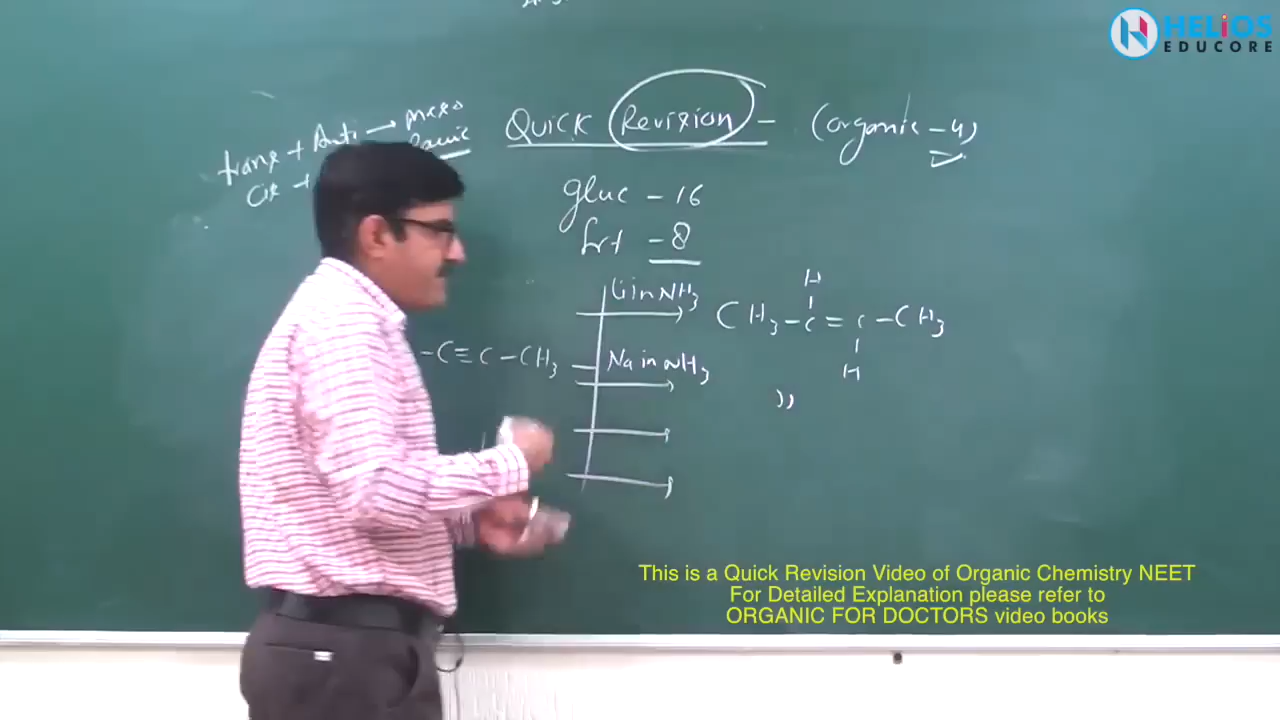 HELIOS
EDUCORE
trans + Anti → meso
QUICK Revision - (organic - 4)
cis +
gluc - 16
frt - 8
Li in NH3
H
CH3 - C = C - CH3
H
- C ≡ C - CH3
Na in NH3
,,
This is a Quick Revision Video of Organic Chemistry NEET
For Detailed Explanation please refer to
ORGANIC FOR DOCTORS video books